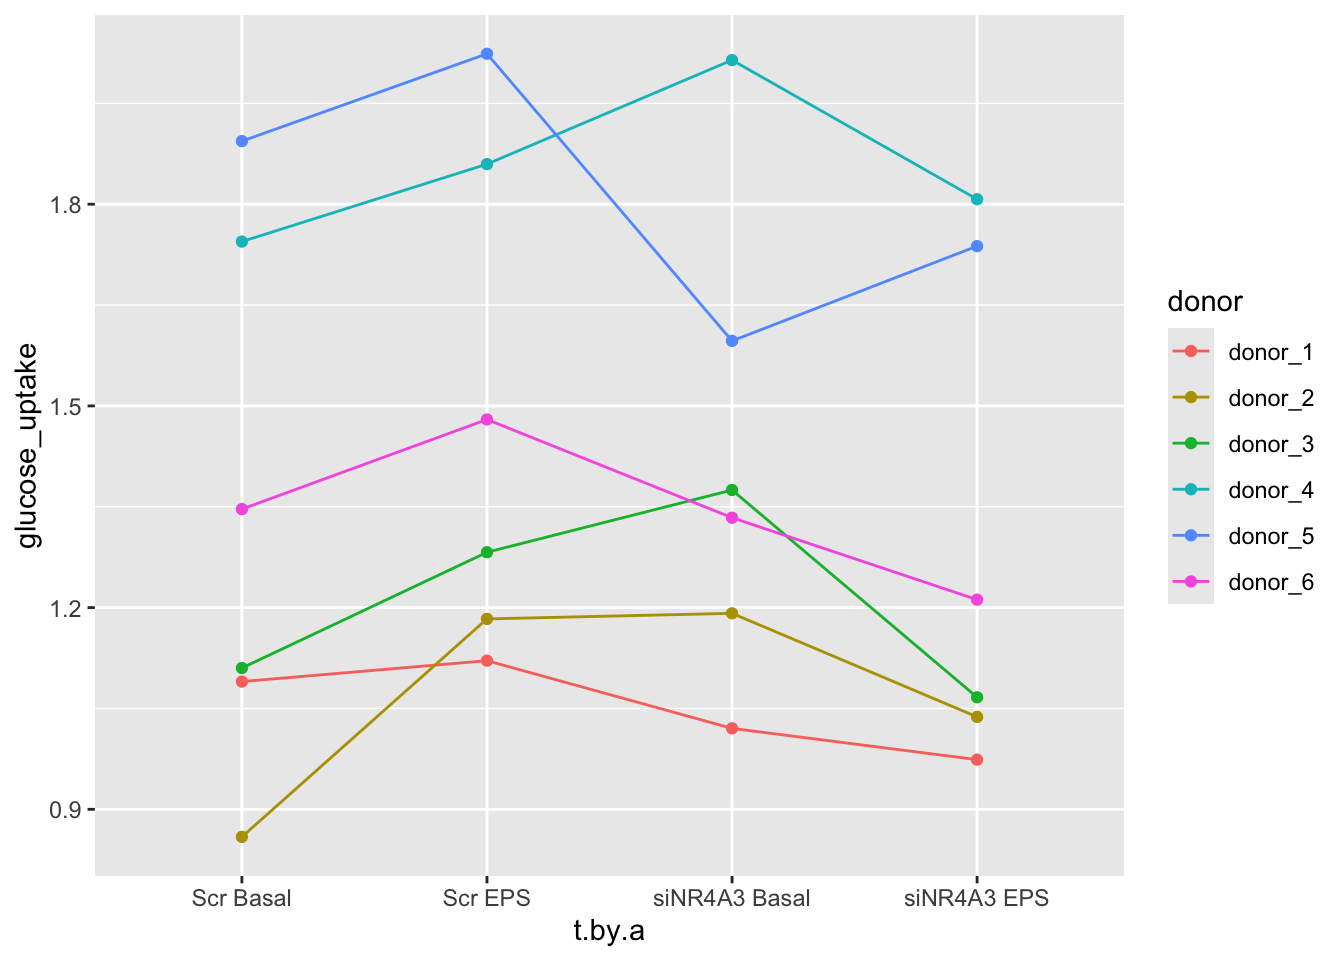 glucose_uptake
1.8
1.5
1.2
0.9
Scr Basal
Scr EPS
siNR4A3 Basal
siNR4A3 EPS
t.by.a
donor
donor_1
donor_2
donor_3
donor_4
donor_5
donor_6